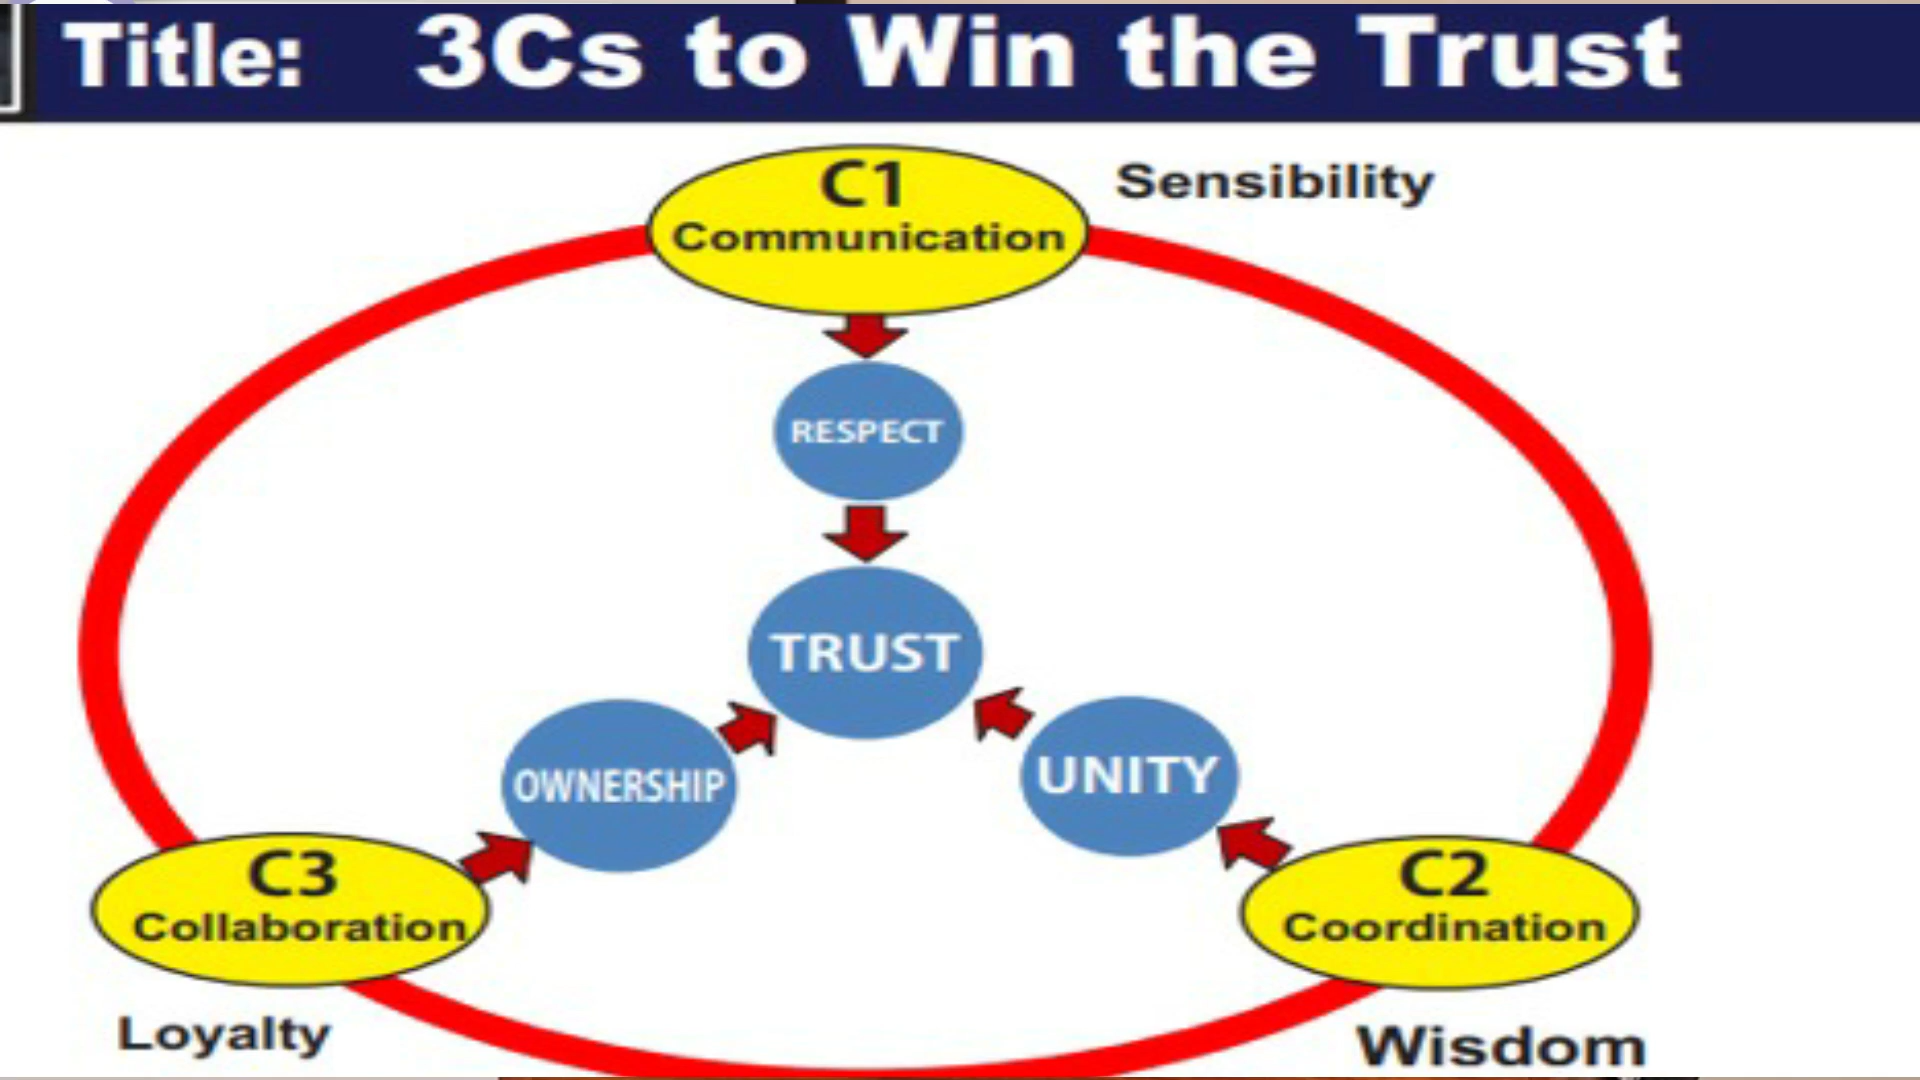 Title: 3Cs to Win the Trust
C1
Communication
Sensibility
RESPECT
TRUST
OWNERSHIP
UNITY
C3
Collaboration
C2
Coordination
Loyalty
Wisdom